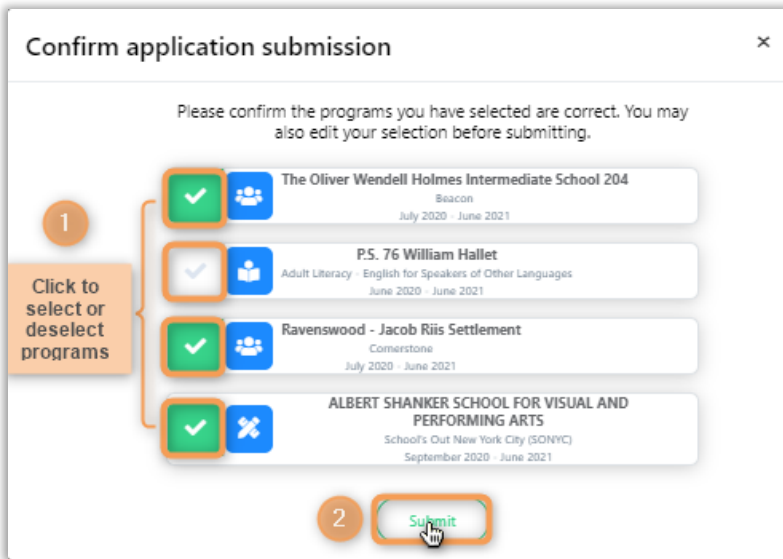 Confirm application submission
×
Please confirm the programs you have selected are correct. You may
also edit your selection before submitting.
1
Click to
select or
deselect
programs
The Oliver Wendell Holmes Intermediate School 204
Beacon
July 2020 - June 2021
P.S. 76 William Hallet
Adult Literacy - English for Speakers of Other Languages
June 2020 - June 2021
Ravenswood - Jacob Riis Settlement
Cornerstone
July 2020 - June 2021
ALBERT SHANKER SCHOOL FOR VISUAL AND
PERFORMING ARTS
School's Out New York City (SONYC)
September 2020 - June 2021
2
Submit